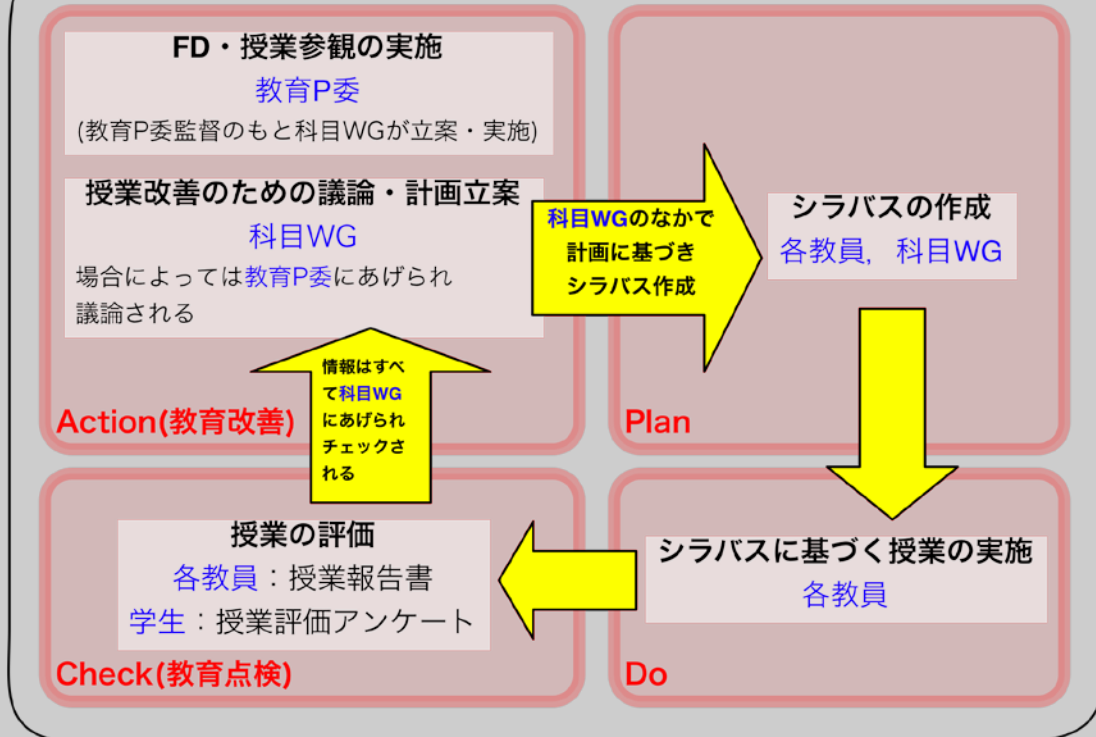 FD・授業参観の実施
教育P委
(教育P委監督のもと科目WGが立案・実施)
授業改善のための議論・計画立案
科目WG
場合によっては教育P委にあげられ
議論される
Action(教育改善)
科目WGのなかで
計画に基づき
シラバス作成
シラバスの作成
各教員, 科目WG
Plan
情報はすべ
て科目WG
にあげられ
チェックさ
れる
授業の評価
各教員：授業報告書
学生：授業評価アンケート
Check(教育点検)
シラバスに基づく授業の実施
各教員
Do